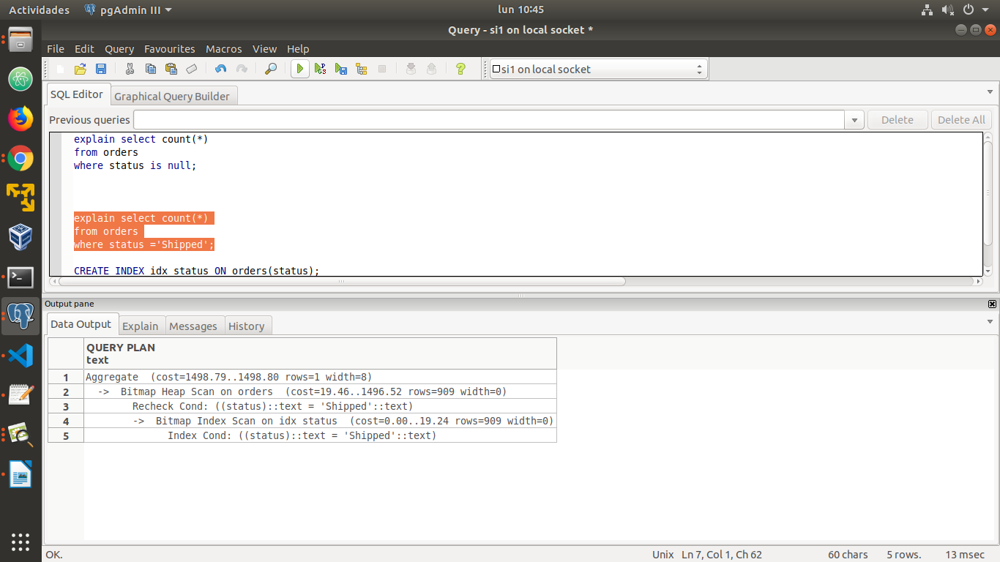 Actividades pgAdmin III lun 10:45
Query - si1 on local socket *
File Edit Query Favourites Macros View Help
si1 on local socket
SQL Editor Graphical Query Builder
Previous queries Delete Delete All
explain select count(*)
from orders
where status is null;
explain select count(*)
from orders
where status ='Shipped';
CREATE INDEX idx_status ON orders(status);
Output pane
Data Output Explain Messages History
QUERY PLAN
text
1 Aggregate (cost=1498.79..1498.80 rows=1 width=8)
2 -> Bitmap Heap Scan on orders (cost=19.46..1496.52 rows=909 width=0)
3 Recheck Cond: ((status)::text = 'Shipped'::text)
4 -> Bitmap Index Scan on idx_status (cost=0.00..19.24 rows=909 width=0)
5 Index Cond: ((status)::text = 'Shipped'::text)
OK. Unix Ln 7, Col 1, Ch 62 60 chars 5 rows. 13 msec